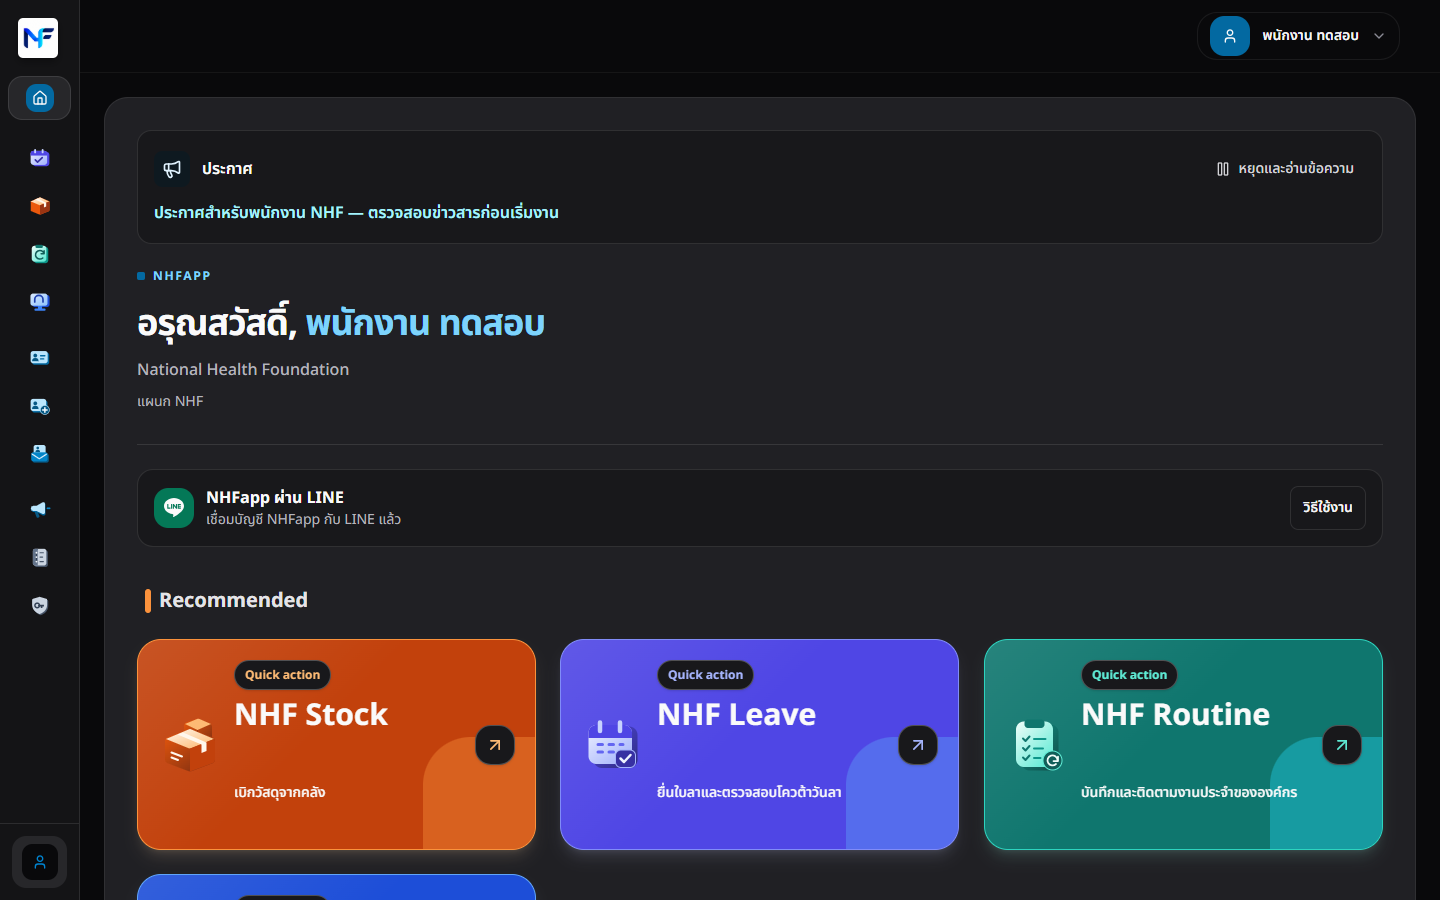 NF
พนักงาน ทดสอบ
ประกาศ
หยุดและอ่านข้อความ
ประกาศสำหรับพนักงาน NHF — ตรวจสอบข่าวสารก่อนเริ่มงาน
NHFAPP
อรุณสวัสดิ์, พนักงาน ทดสอบ
National Health Foundation
แผนก NHF
LINE
NHFapp ผ่าน LINE
เชื่อมบัญชี NHFapp กับ LINE แล้ว
วิธีใช้งาน
Recommended
Quick action
NHF Stock
เบิกวัสดุจากคลัง
Quick action
NHF Leave
ยื่นใบลาและตรวจสอบโควต้าวันลา
Quick action
NHF Routine
บันทึกและติดตามงานประจำขององค์กร